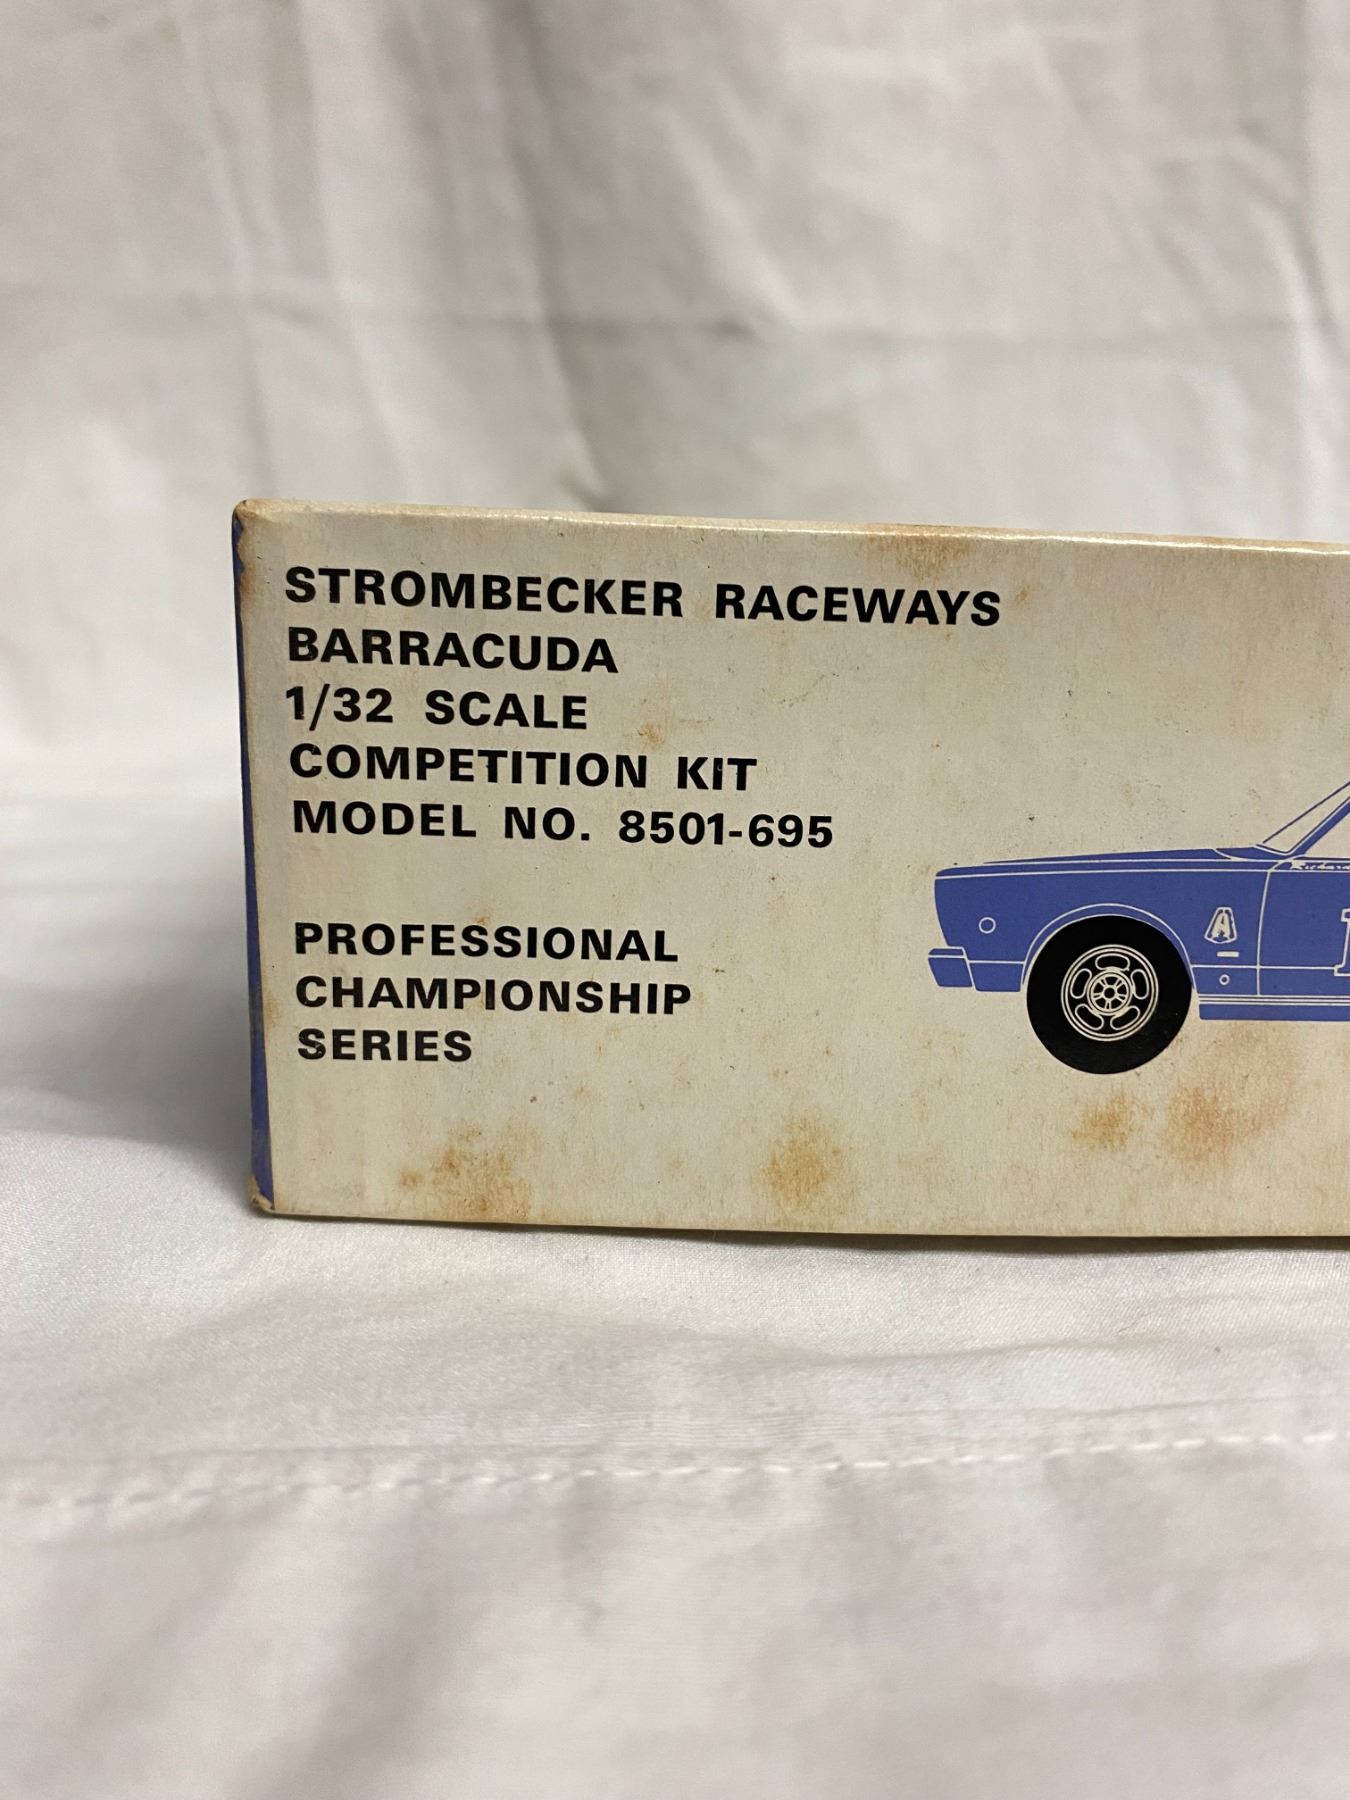 STROMBECKER RACEWAYS
BARRACUDA
1/32 SCALE
COMPETITION KIT
MODEL NO. 8501-695
PROFESSIONAL
CHAMPIONSHIP
SERIES
A